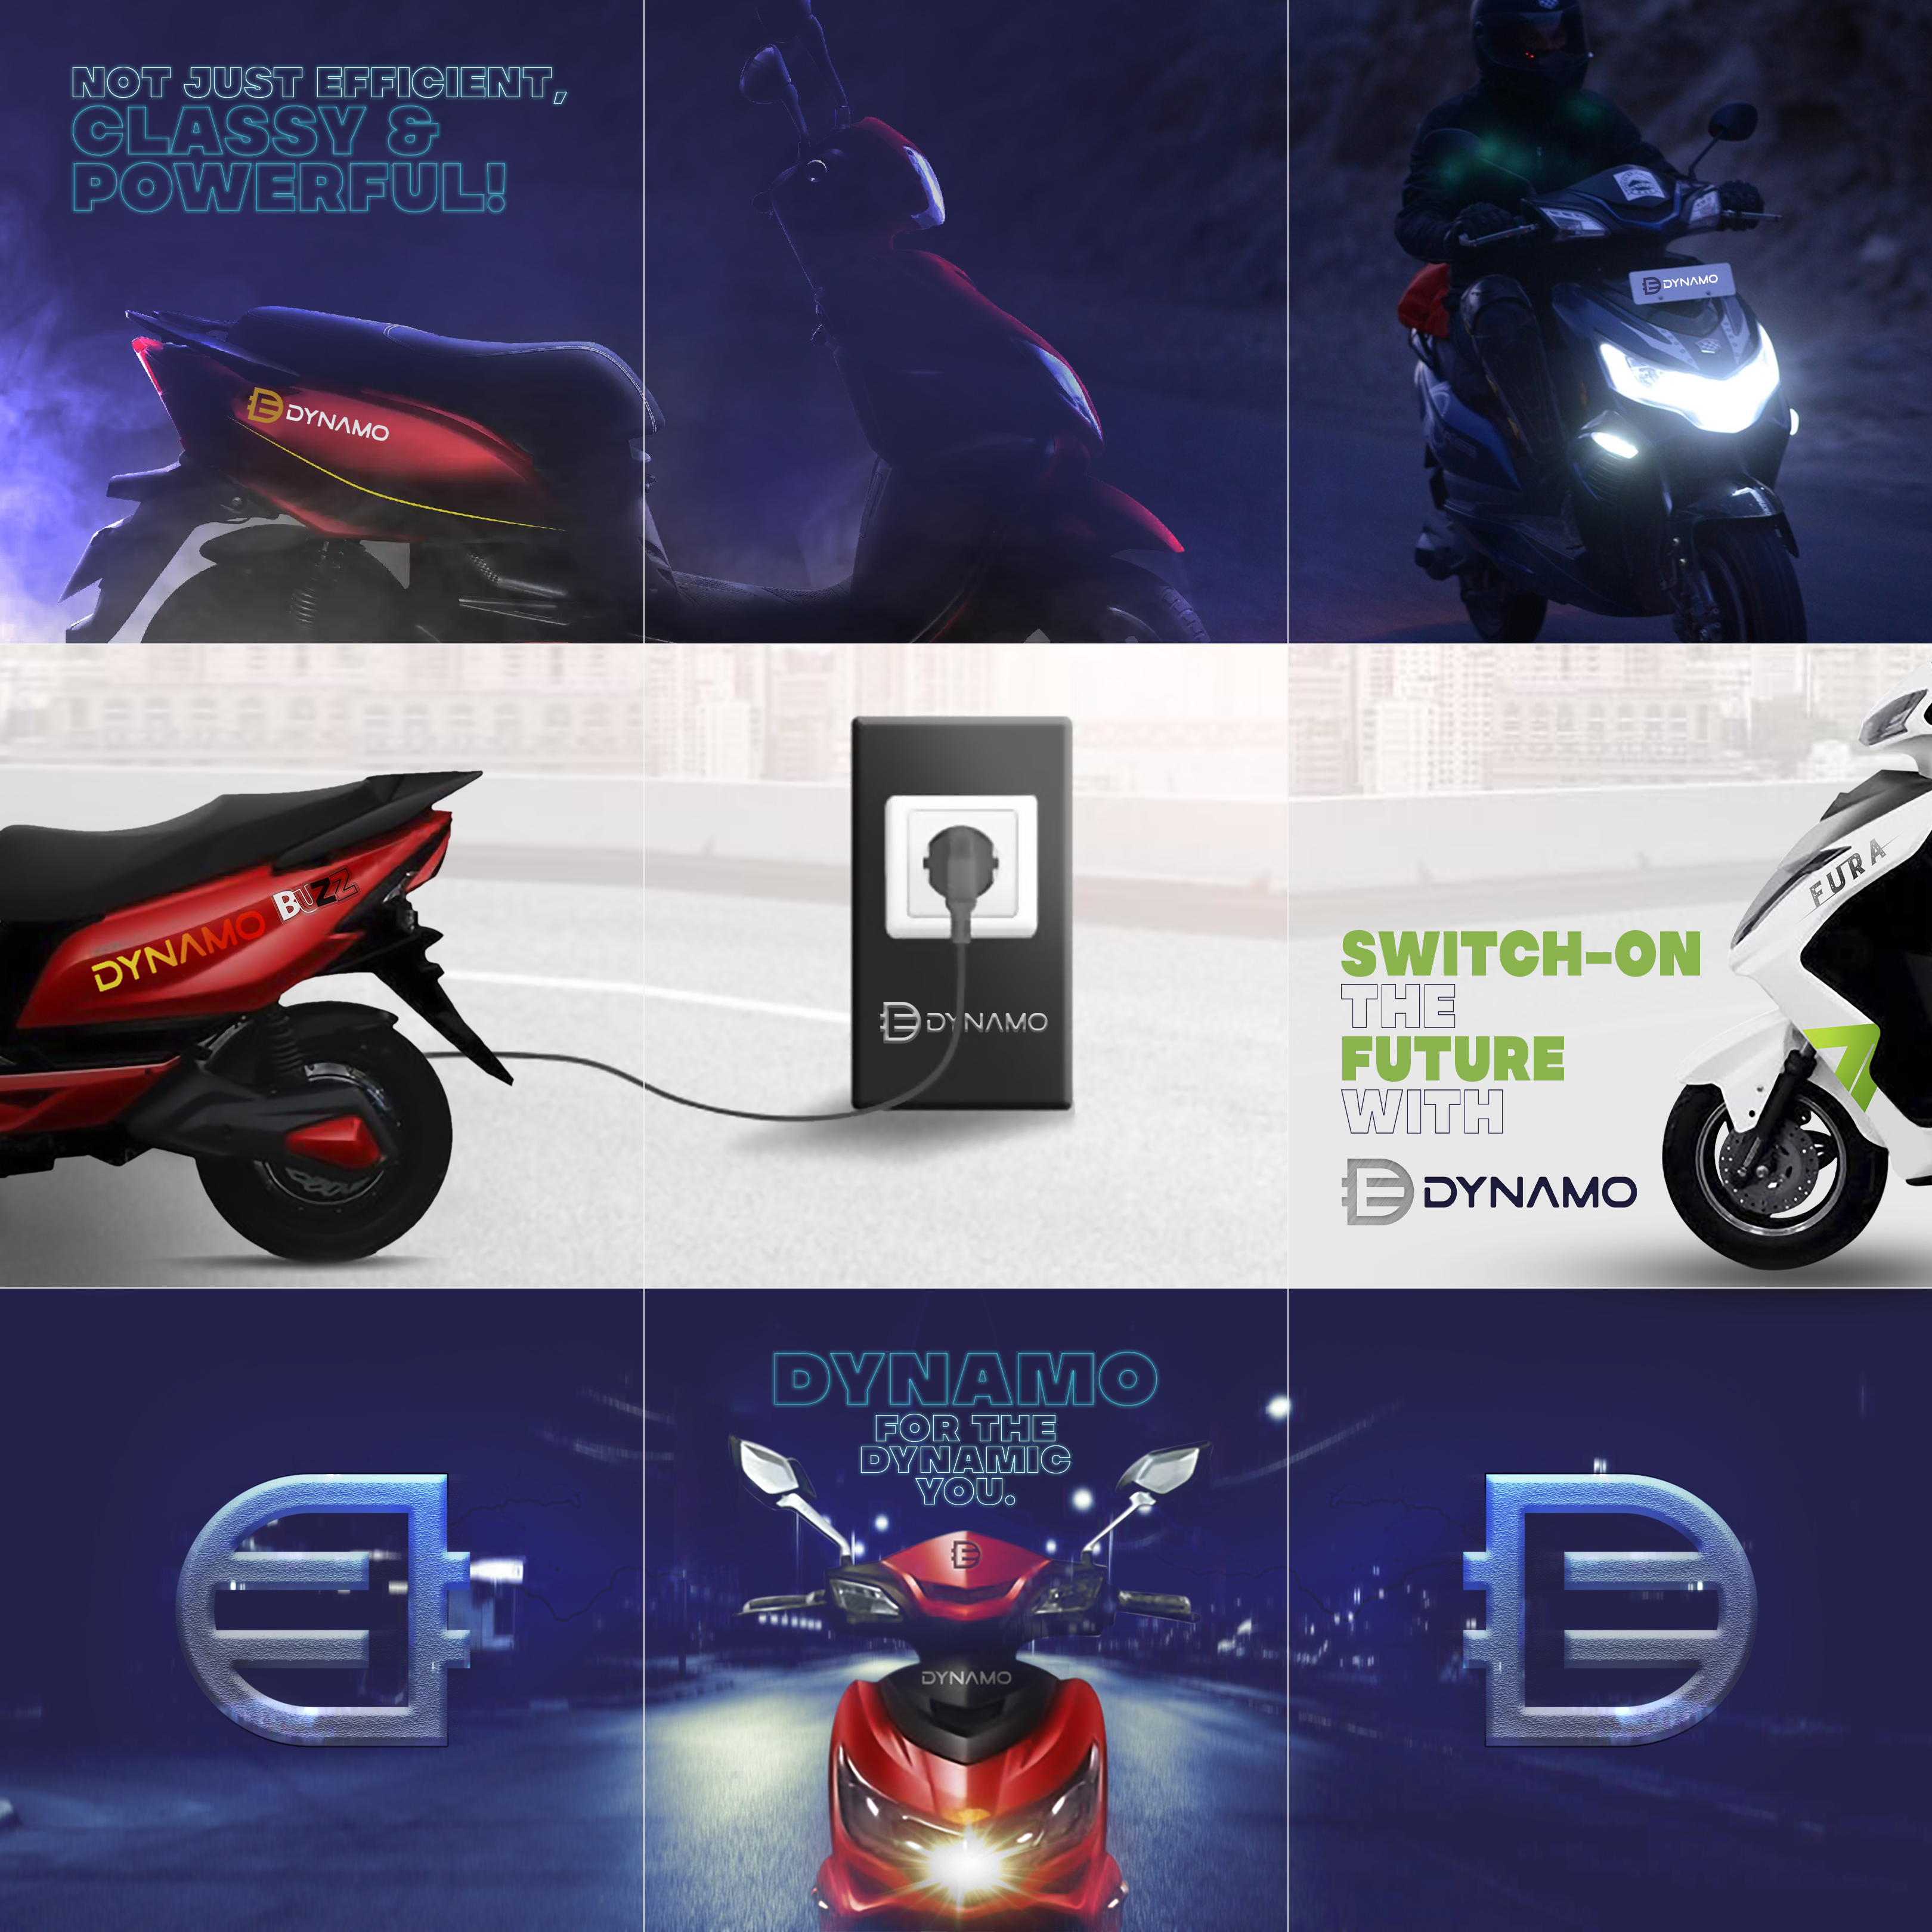 NOT JUST EFFICIENT,
CLASSY &
POWERFUL!
DYNAMO
DYNAMO
DYNAMO BUZZ
DYNAMO
FURA
SWITCH-ON
THE
FUTURE
WITH
DYNAMO
DYNAMO
FOR THE
DYNAMIC
YOU.
DYNAMO